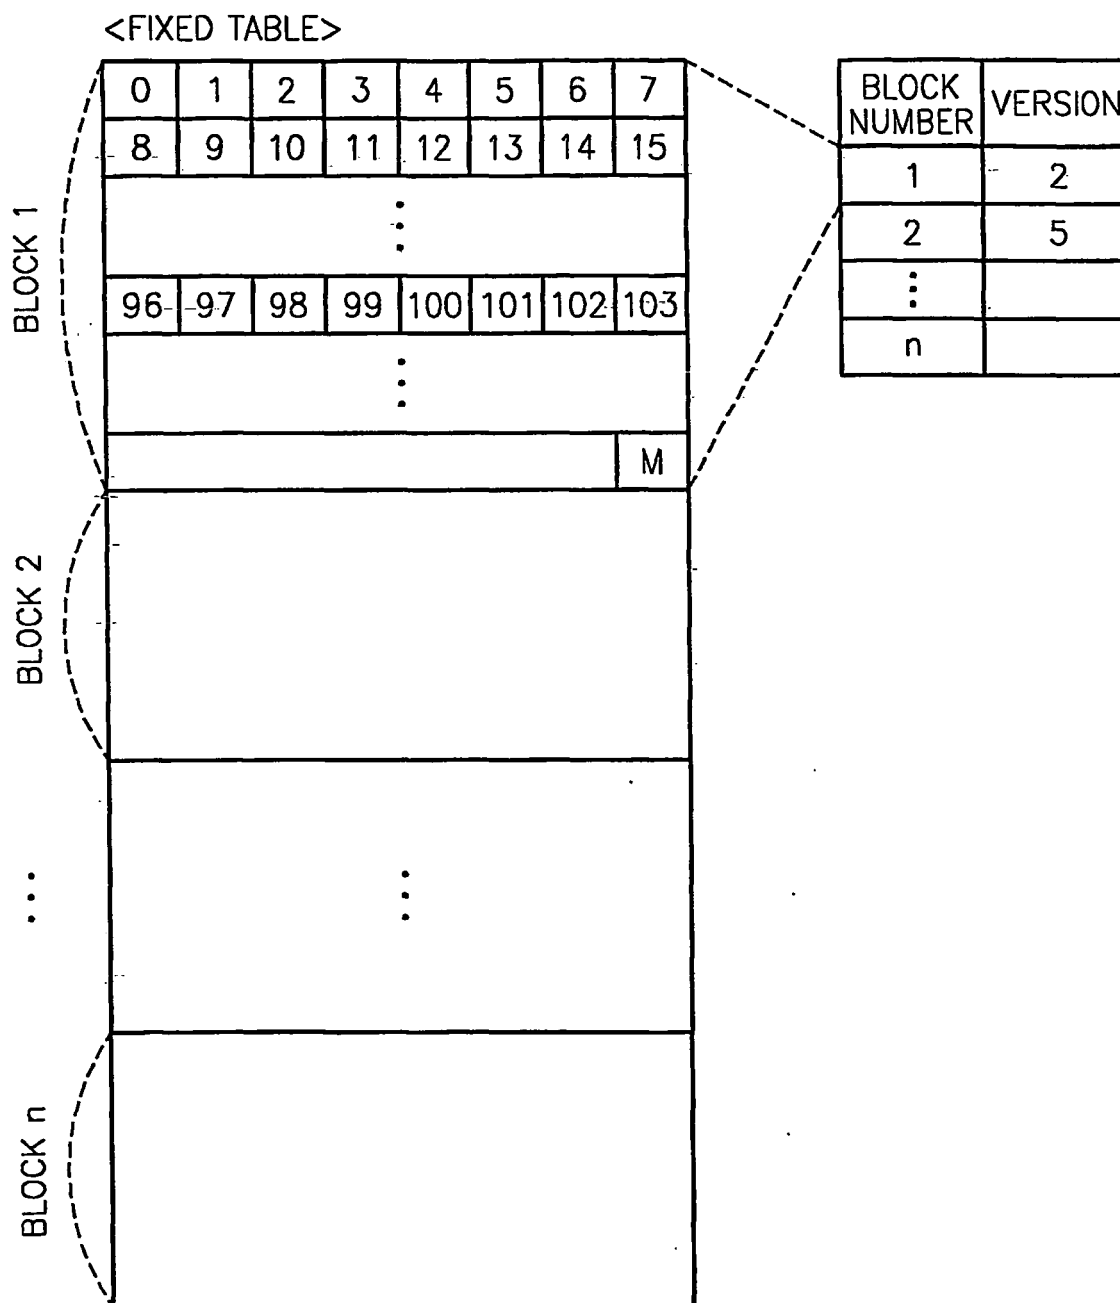 <FIXED TABLE>
0 1 2 3 4 5 6 7
8 9 10 11 12 13 14 15
⋮
96 97 98 99 100 101 102 103
⋮
M
BLOCK 1
BLOCK 2
⋮
...
BLOCK n
BLOCK NUMBER VERSION
1 2
2 5
⋮
n